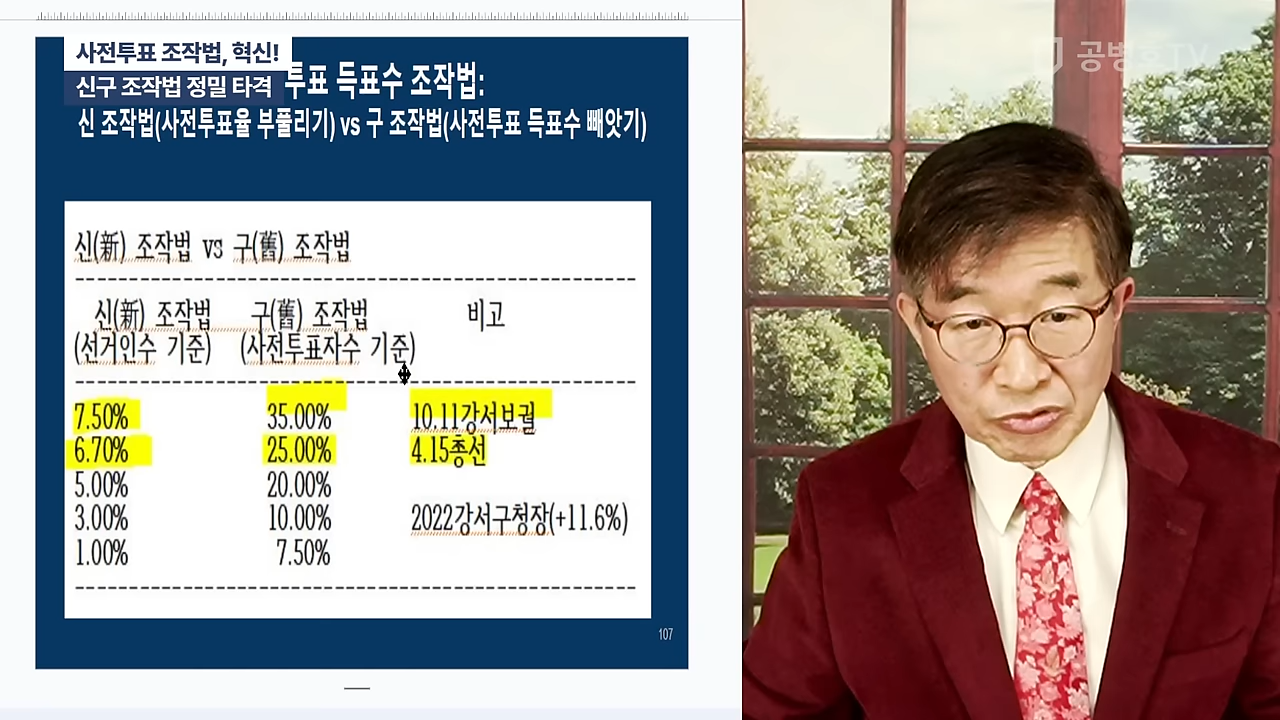 사전투표 조작법, 혁신!
신구 조작법 정밀 타격
투표 득표수 조작법:
신 조작법(사전투표율 부풀리기) vs 구 조작법(사전투표 득표수 빼앗기)
신(新) 조작법 vs 구(舊) 조작법
신(新) 조작법 구(舊) 조작법 비고
(선거인수 기준) (사전투표자수 기준)
7.50% 35.00% 10.11강서보궐
6.70% 25.00% 4.15총선
5.00% 20.00%
3.00% 10.00% 2022강서구청장(+11.6%)
1.00% 7.50%
107
공병호TV